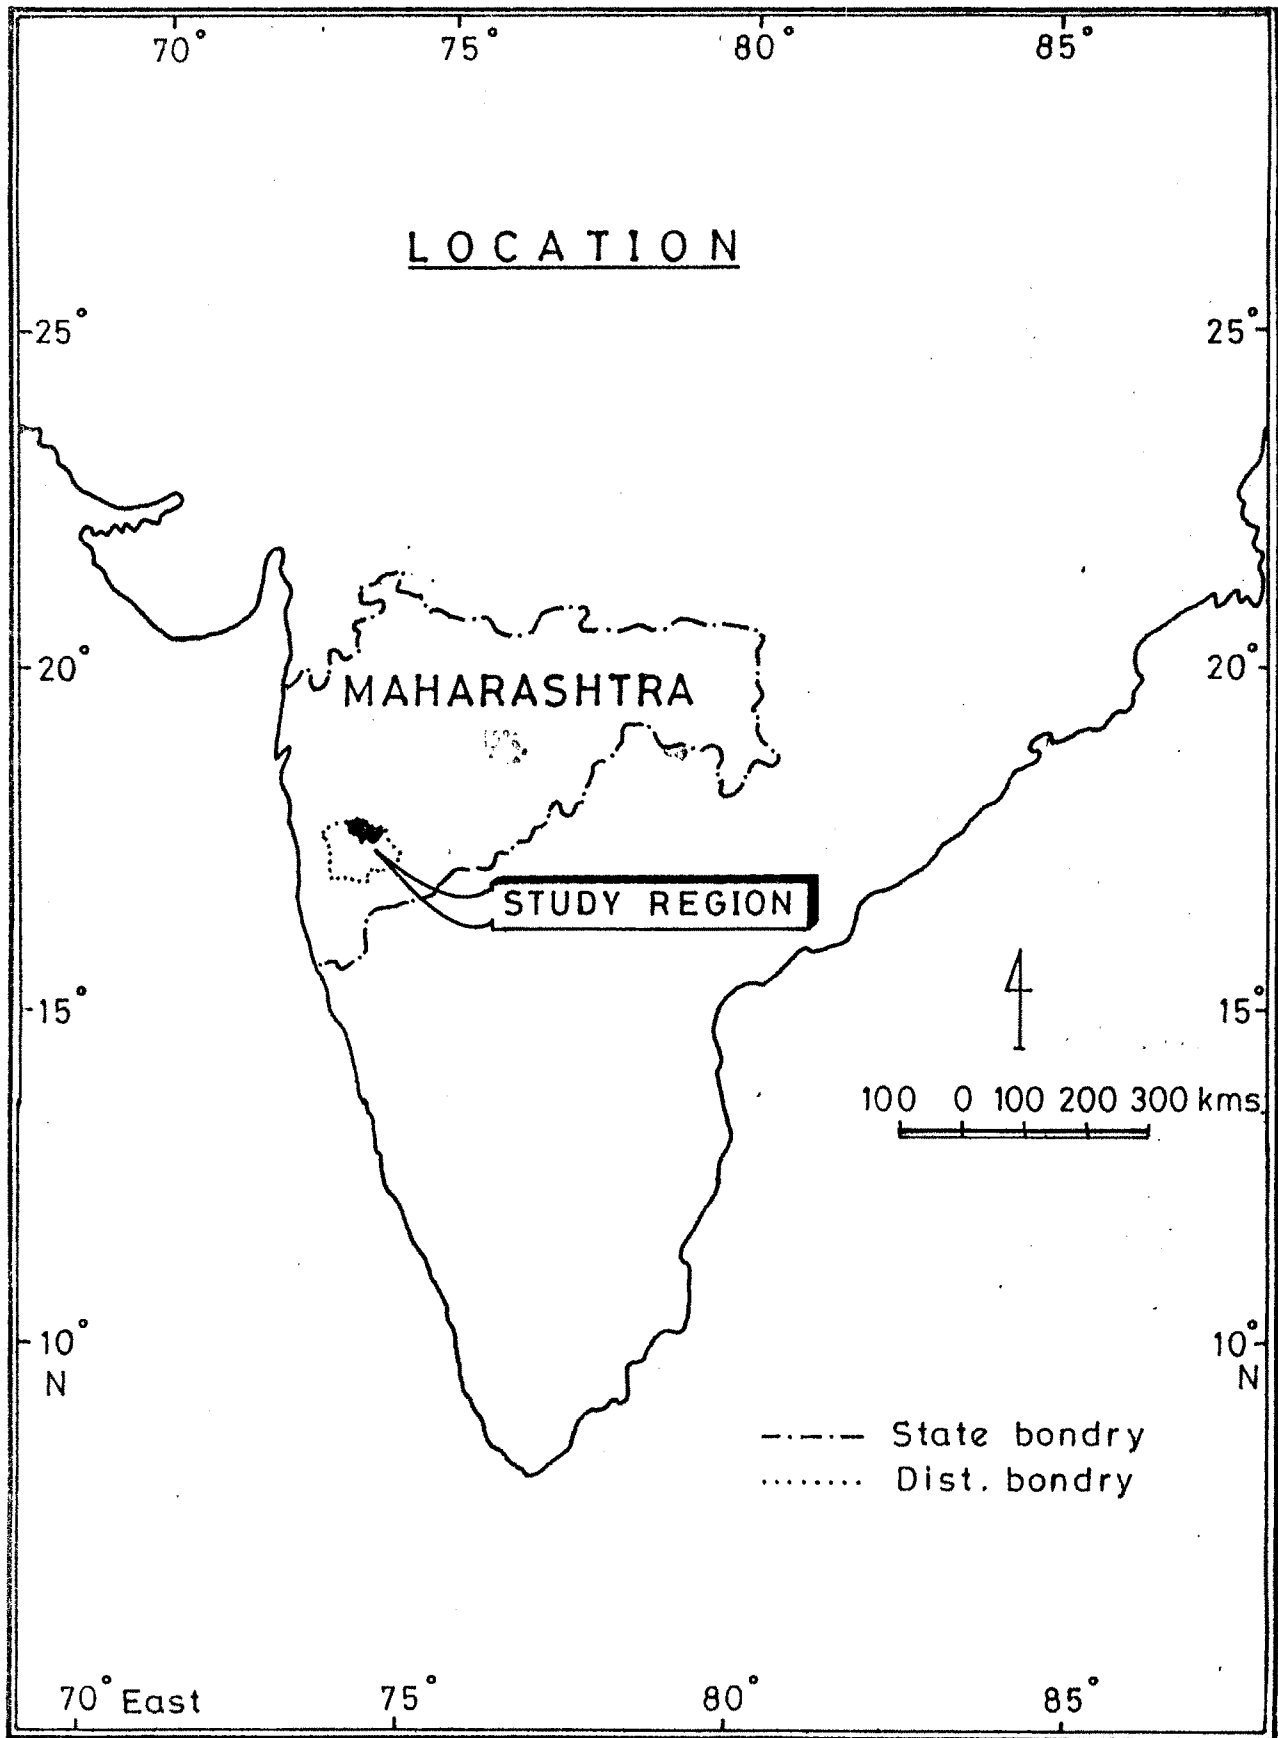 70° 75° 80° 85°
LOCATION
25° 25°
20° 20°
MAHARASHTRA
STUDY REGION
15° 15°
100 0 100 200 300 kms
10° 10°
N N
State bondry
Dist. bondry
70° East 75° 80° 85°